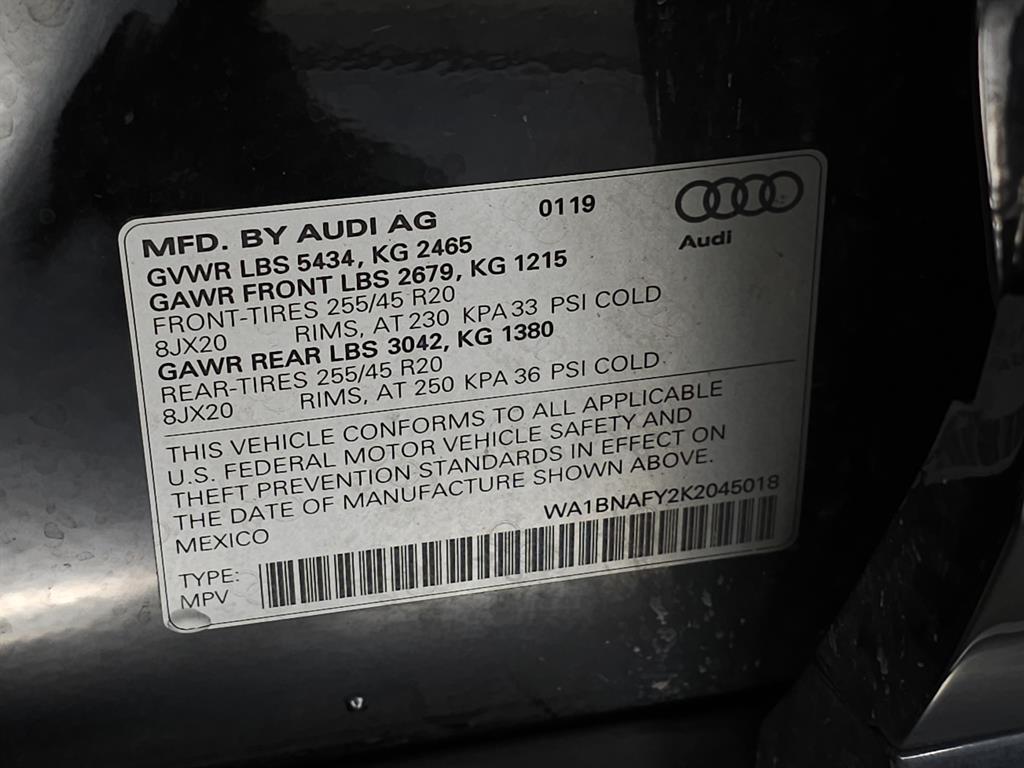 MFD. BY AUDI AG 0119
Audi
GVWR LBS 5434, KG 2465
GAWR FRONT LBS 2679, KG 1215
FRONT-TIRES 255/45 R20
8JX20 RIMS, AT 230 KPA 33 PSI COLD
GAWR REAR LBS 3042, KG 1380
REAR-TIRES 255/45 R20
8JX20 RIMS, AT 250 KPA 36 PSI COLD.
THIS VEHICLE CONFORMS TO ALL APPLICABLE
U.S. FEDERAL MOTOR VEHICLE SAFETY AND
THEFT PREVENTION STANDARDS IN EFFECT ON
THE DATE OF MANUFACTURE SHOWN ABOVE.
MEXICO WA1BNAFY2K2045018
TYPE:
MPV